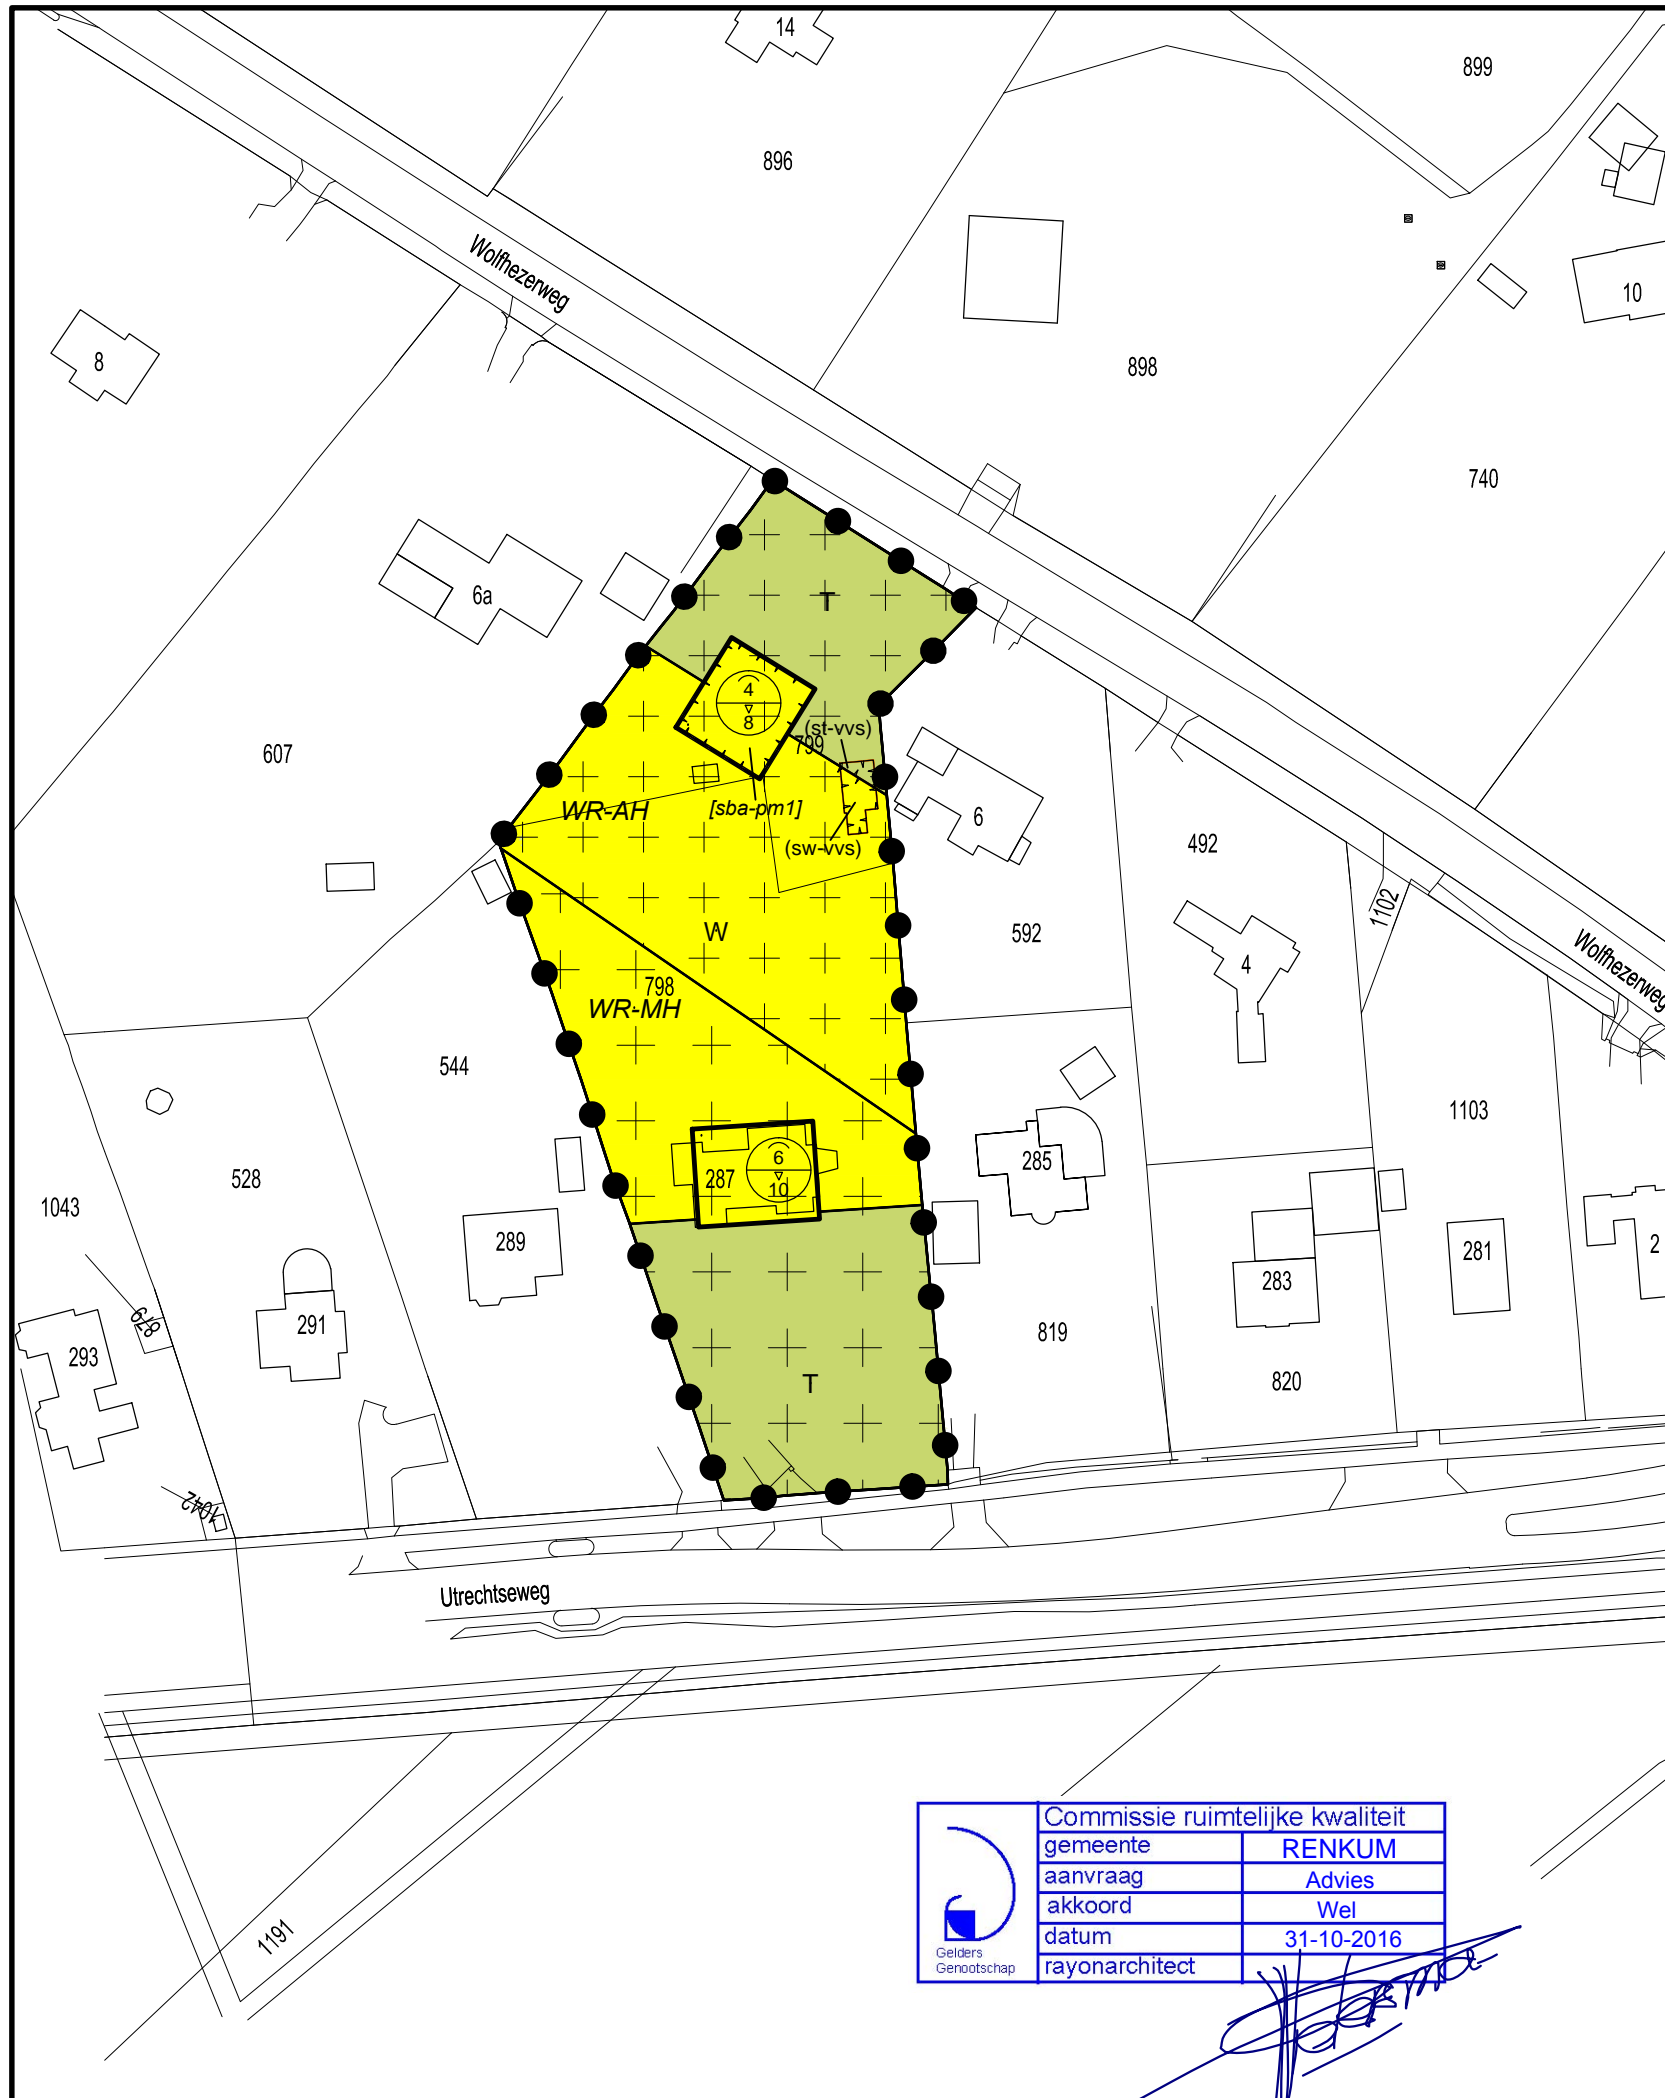 14
899
896
Wolfhezerweg
10
8
898
740
6a
T
4
8
(st-vvs)
799
607
WR-AH
[sba-pm1]
6
(sw-vvs)
492
1102
W
592
4
Wolfhezerweg
798
WR-MH
544
1103
285
528
287
6
10
1043
289
281
2
283
291
879
293
819
820
T
1042
Utrechtseweg
1191
Commissie ruimtelijke kwaliteit
gemeente RENKUM
aanvraag Advies
akkoord Wel
datum 31-10-2016
rayonarchitect
Gelders
Genootschap